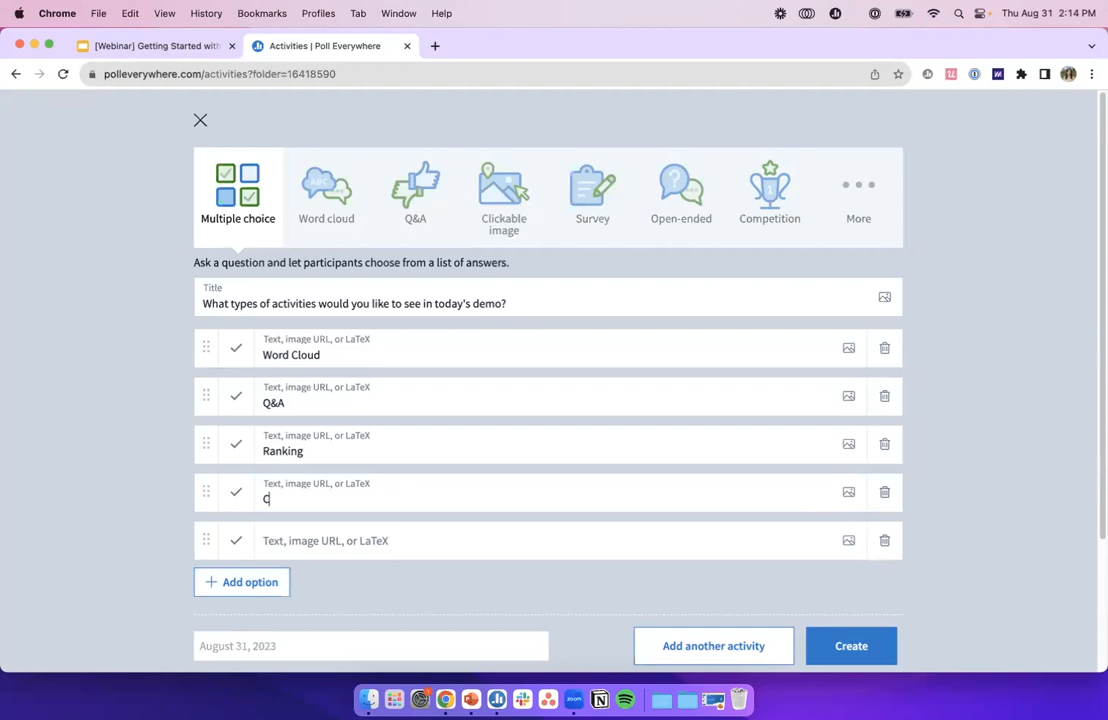 Chrome File Edit View History Bookmarks Profiles Tab Window Help Thu Aug 31 2:14 PM
[Webinar] Getting Started with Activities | Poll Everywhere
polleverywhere.com/activities?folder=16418590
Multiple choice
Word cloud
Q&A
Clickable
image
Survey
Open-ended
Competition
More
Ask a question and let participants choose from a list of answers.
Title
What types of activities would you like to see in today's demo?
Text, image URL, or LaTeX
Word Cloud
Text, image URL, or LaTeX
Q&A
Text, image URL, or LaTeX
Ranking
Text, image URL, or LaTeX
C
Text, image URL, or LaTeX
Add option
August 31, 2023
Add another activity
Create
zoom